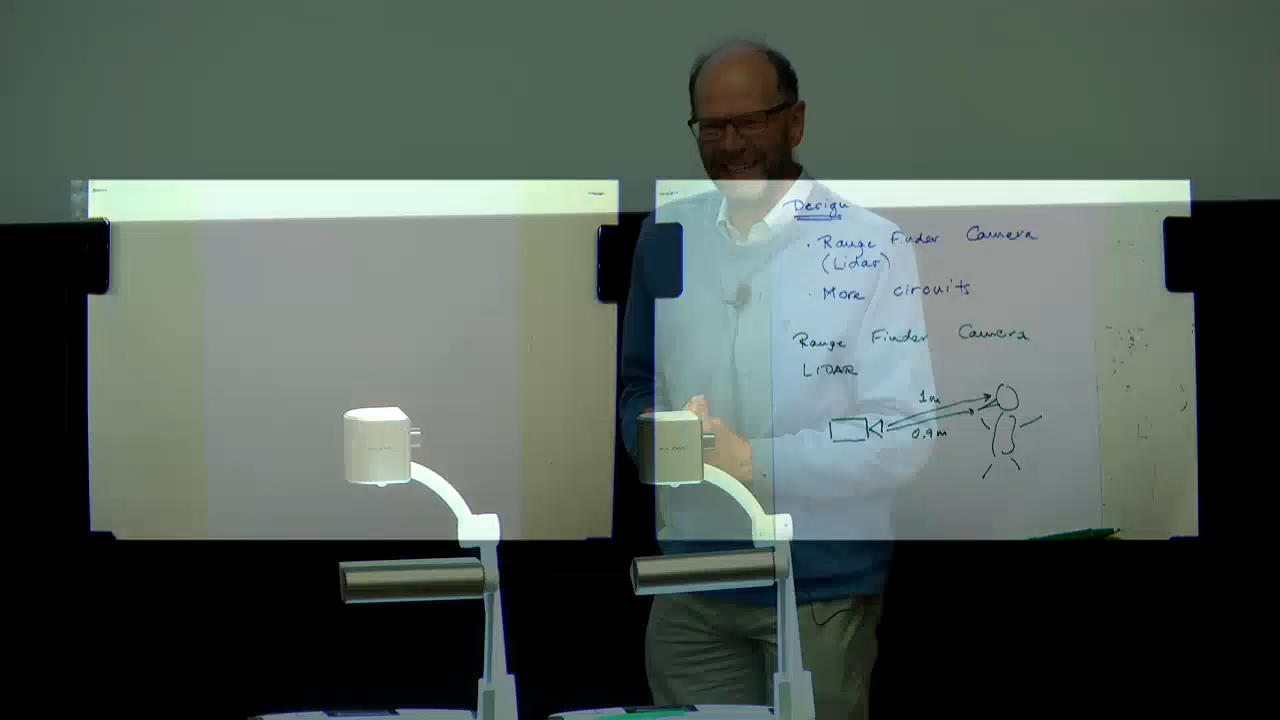 Design
· Range Finder Camera
(Lidar)
· More circuits
Range Finder Camera
LIDAR
1m
0.9m